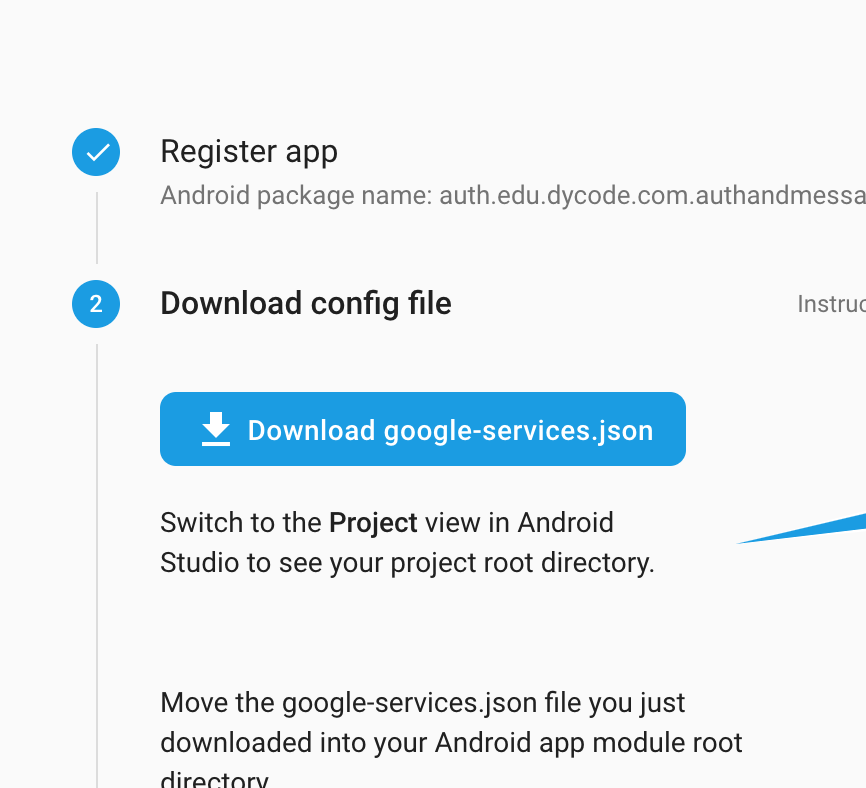 Register app
Android package name: auth.edu.dycode.com.authandmessa
2
Download config file
Instruc
Download google-services.json
Switch to the Project view in Android
Studio to see your project root directory.
Move the google-services.json file you just
downloaded into your Android app module root
directory